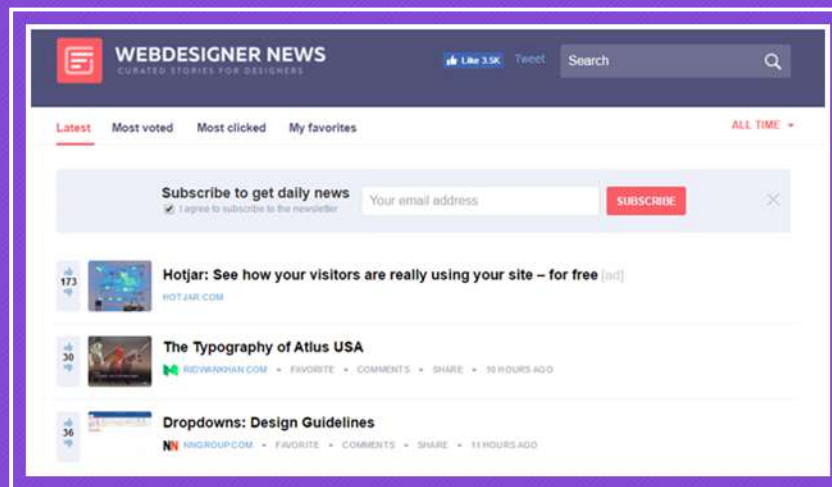 WEBDESIGNER NEWS
CURATED STORIES FOR DESIGNERS
Like 3.5K Tweet Search
Latest Most voted Most clicked My favorites ALL TIME
Subscribe to get daily news
I agree to subscribe to the newsletter
Your email address SUBSCRIBE
173
Hotjar: See how your visitors are really using your site – for free [ad]
HOTJAR.COM
30
The Typography of Atlus USA
RIDWANKHAN.COM • FAVORITE • COMMENTS • SHARE • 10 HOURS AGO
36
Dropdowns: Design Guidelines
NN NNGROUP.COM • FAVORITE • COMMENTS • SHARE • 11 HOURS AGO